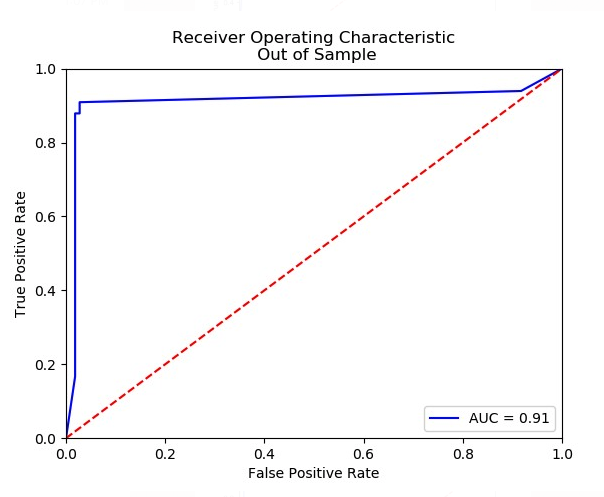 Receiver Operating Characteristic
Out of Sample
1.0
0.8
0.6
0.4
0.2
0.0
True Positive Rate
AUC = 0.91
0.0 0.2 0.4 0.6 0.8 1.0
False Positive Rate